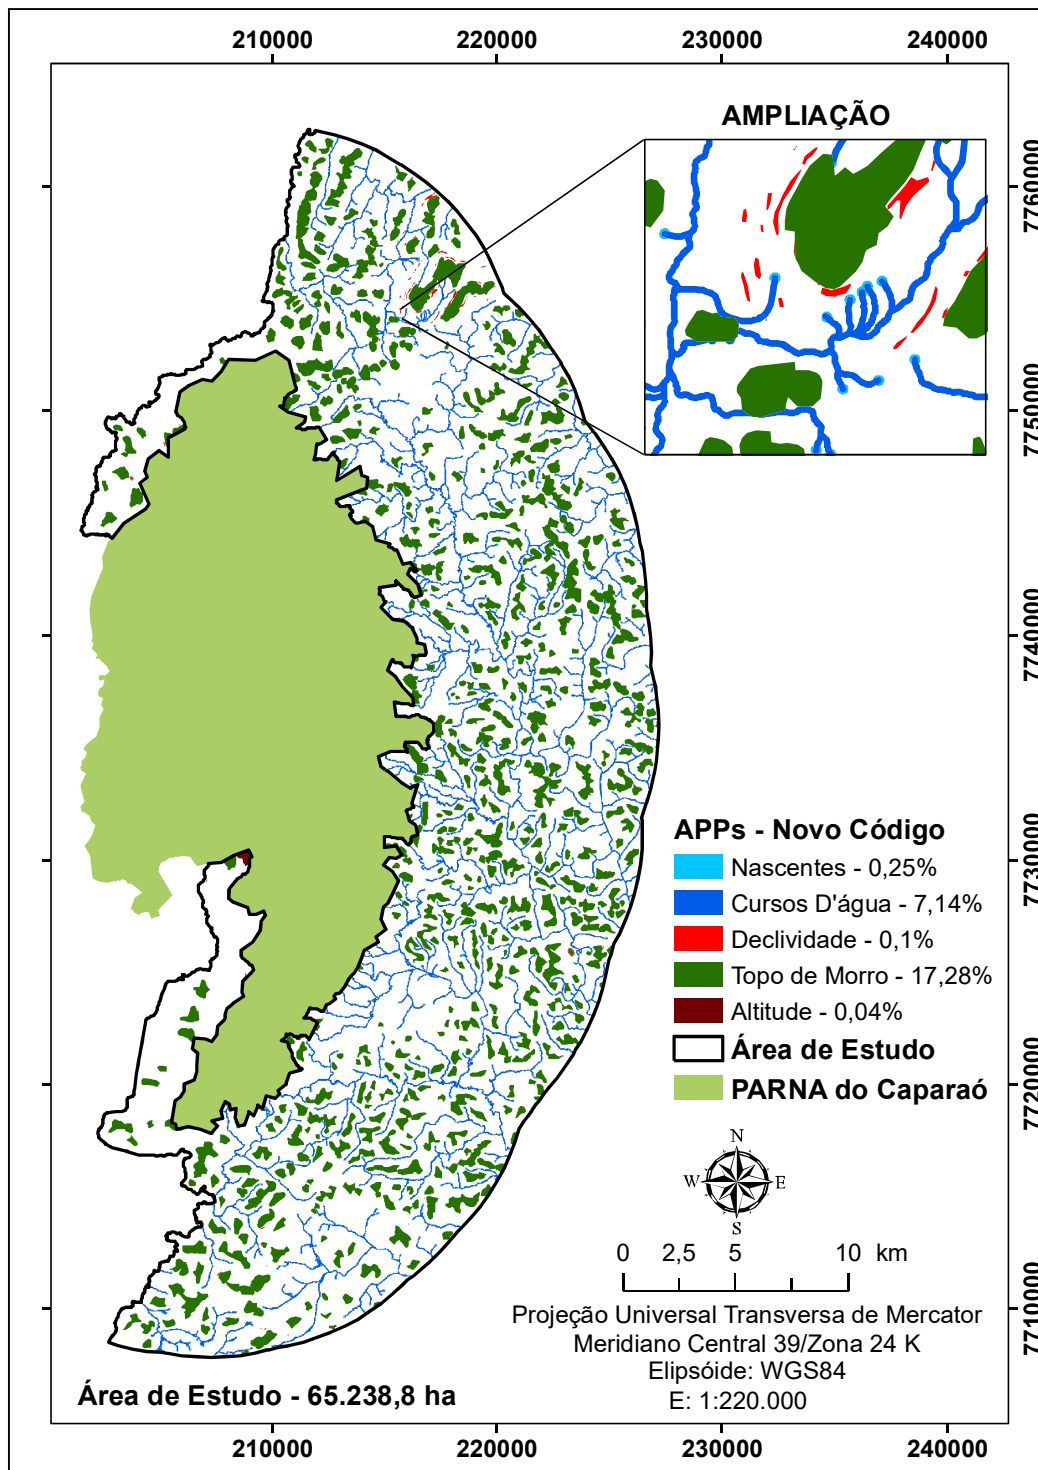 210000 220000 230000 240000
AMPLIAÇÃO
7760000
7750000
7740000
7730000
7720000
7710000
APPs - Novo Código
Nascentes - 0,25%
Cursos D'água - 7,14%
Declividade - 0,1%
Topo de Morro - 17,28%
Altitude - 0,04%
Área de Estudo
PARNA do Caparaó
N
W E
S
0 2,5 5 10 km
Projeção Universal Transversa de Mercator
Meridiano Central 39/Zona 24 K
Elipsóide: WGS84
E: 1:220.000
Área de Estudo - 65.238,8 ha
210000 220000 230000 240000